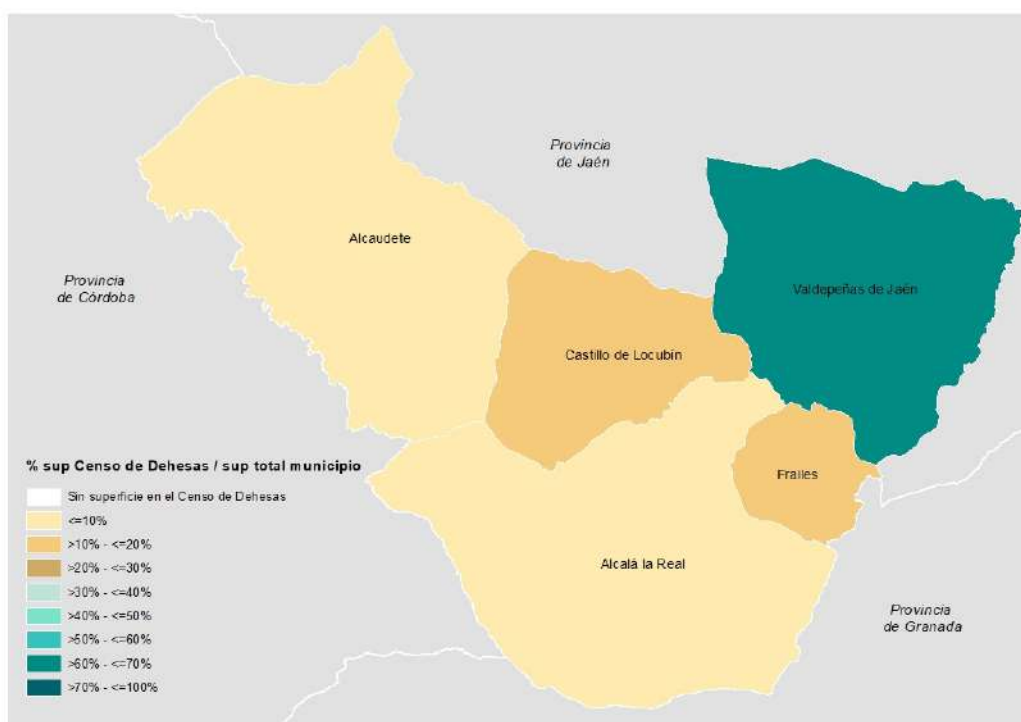 Provincia
de Jaén
Alcaudete
Provincia
de Córdoba
Valdepeñas de Jaén
Castillo de Locubín
% sup Censo de Dehesas / sup total municipio
Sin superficie en el Censo de Dehesas
<=10%
>10% - <=20%
>20% - <=30%
>30% - <=40%
>40% - <=50%
>50% - <=60%
>60% - <=70%
>70% - <=100%
Frailes
Alcalá la Real
Provincia
de Granada